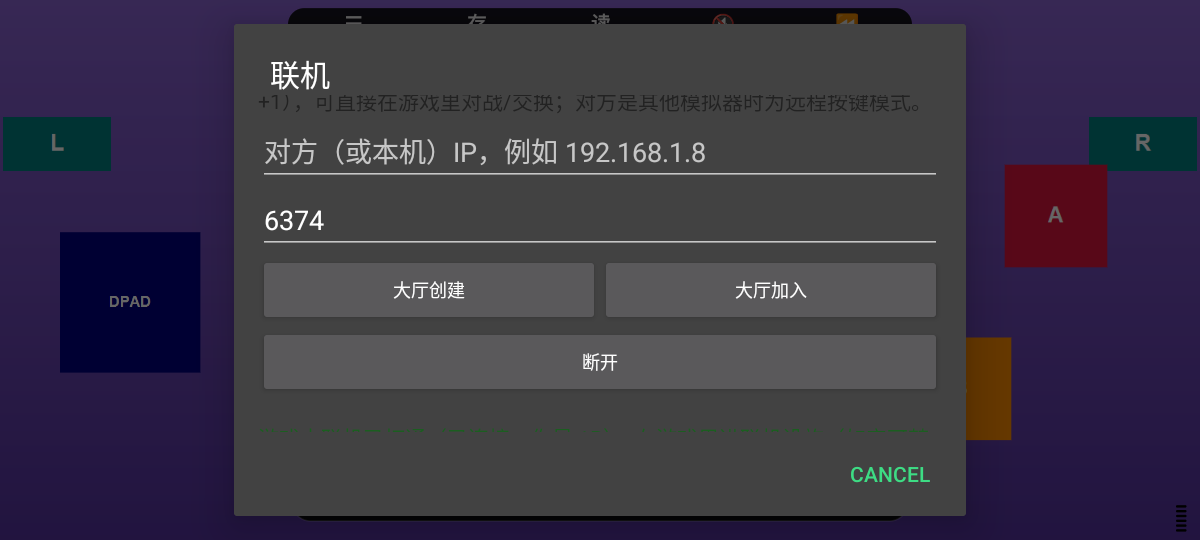 ☰ 存 读
联机
+1），可直接在游戏里对战/交换；对方是其他模拟器时为远程按键模式。
L
R
对方（或本机）IP，例如 192.168.1.8
A
6374
大厅创建 大厅加入
DPAD
断开
CANCEL